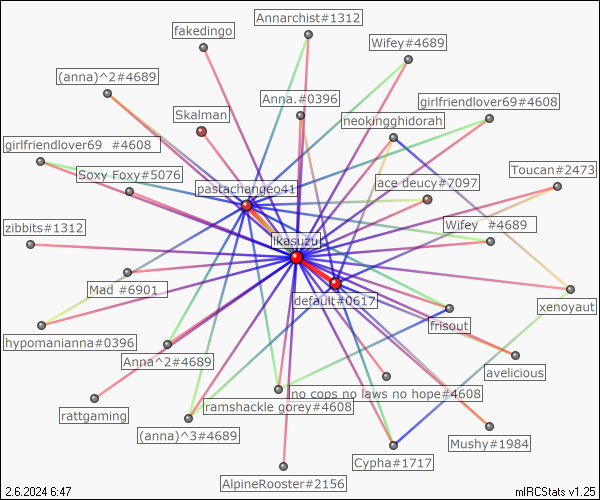 Annarchist#1312
fakedingo
Wifey#4689
(anna)^2#4689
Anna.#0396
girlfriendlover69#4608
Skalman
neokingghidorah
girlfriendlover69 #4608
Toucan#2473
Soxy Foxy#5076
ace deucy#7097
pastachangeo41
zibbits#1312
Wifey #4689
ikasuzu
Mad #6901
default#0617
xenoyaut
frisout
hypomanianna#0396
Anna^2#4689
avelicious
no cops no laws no hope#4608
ramshackle gorey#4608
rattgaming
(anna)^3#4689
Mushy#1984
Cypha#1717
AlpineRooster#2156
2.6.2024 6:47
mIRCStats v1.25